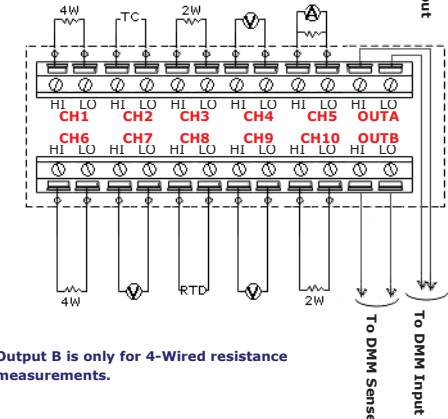 4W TC 2W V A
HI LO HI LO HI LO HI LO HI LO HI LO
CH1 CH2 CH3 CH4 CH5 OUTA
CH6 CH7 CH8 CH9 CH10 OUTB
HI LO HI LO HI LO HI LO HI LO HI LO
4W V RTD V 2W
To DMM Sense
To DMM Input
Output B is only for 4-Wired resistance
measurements.